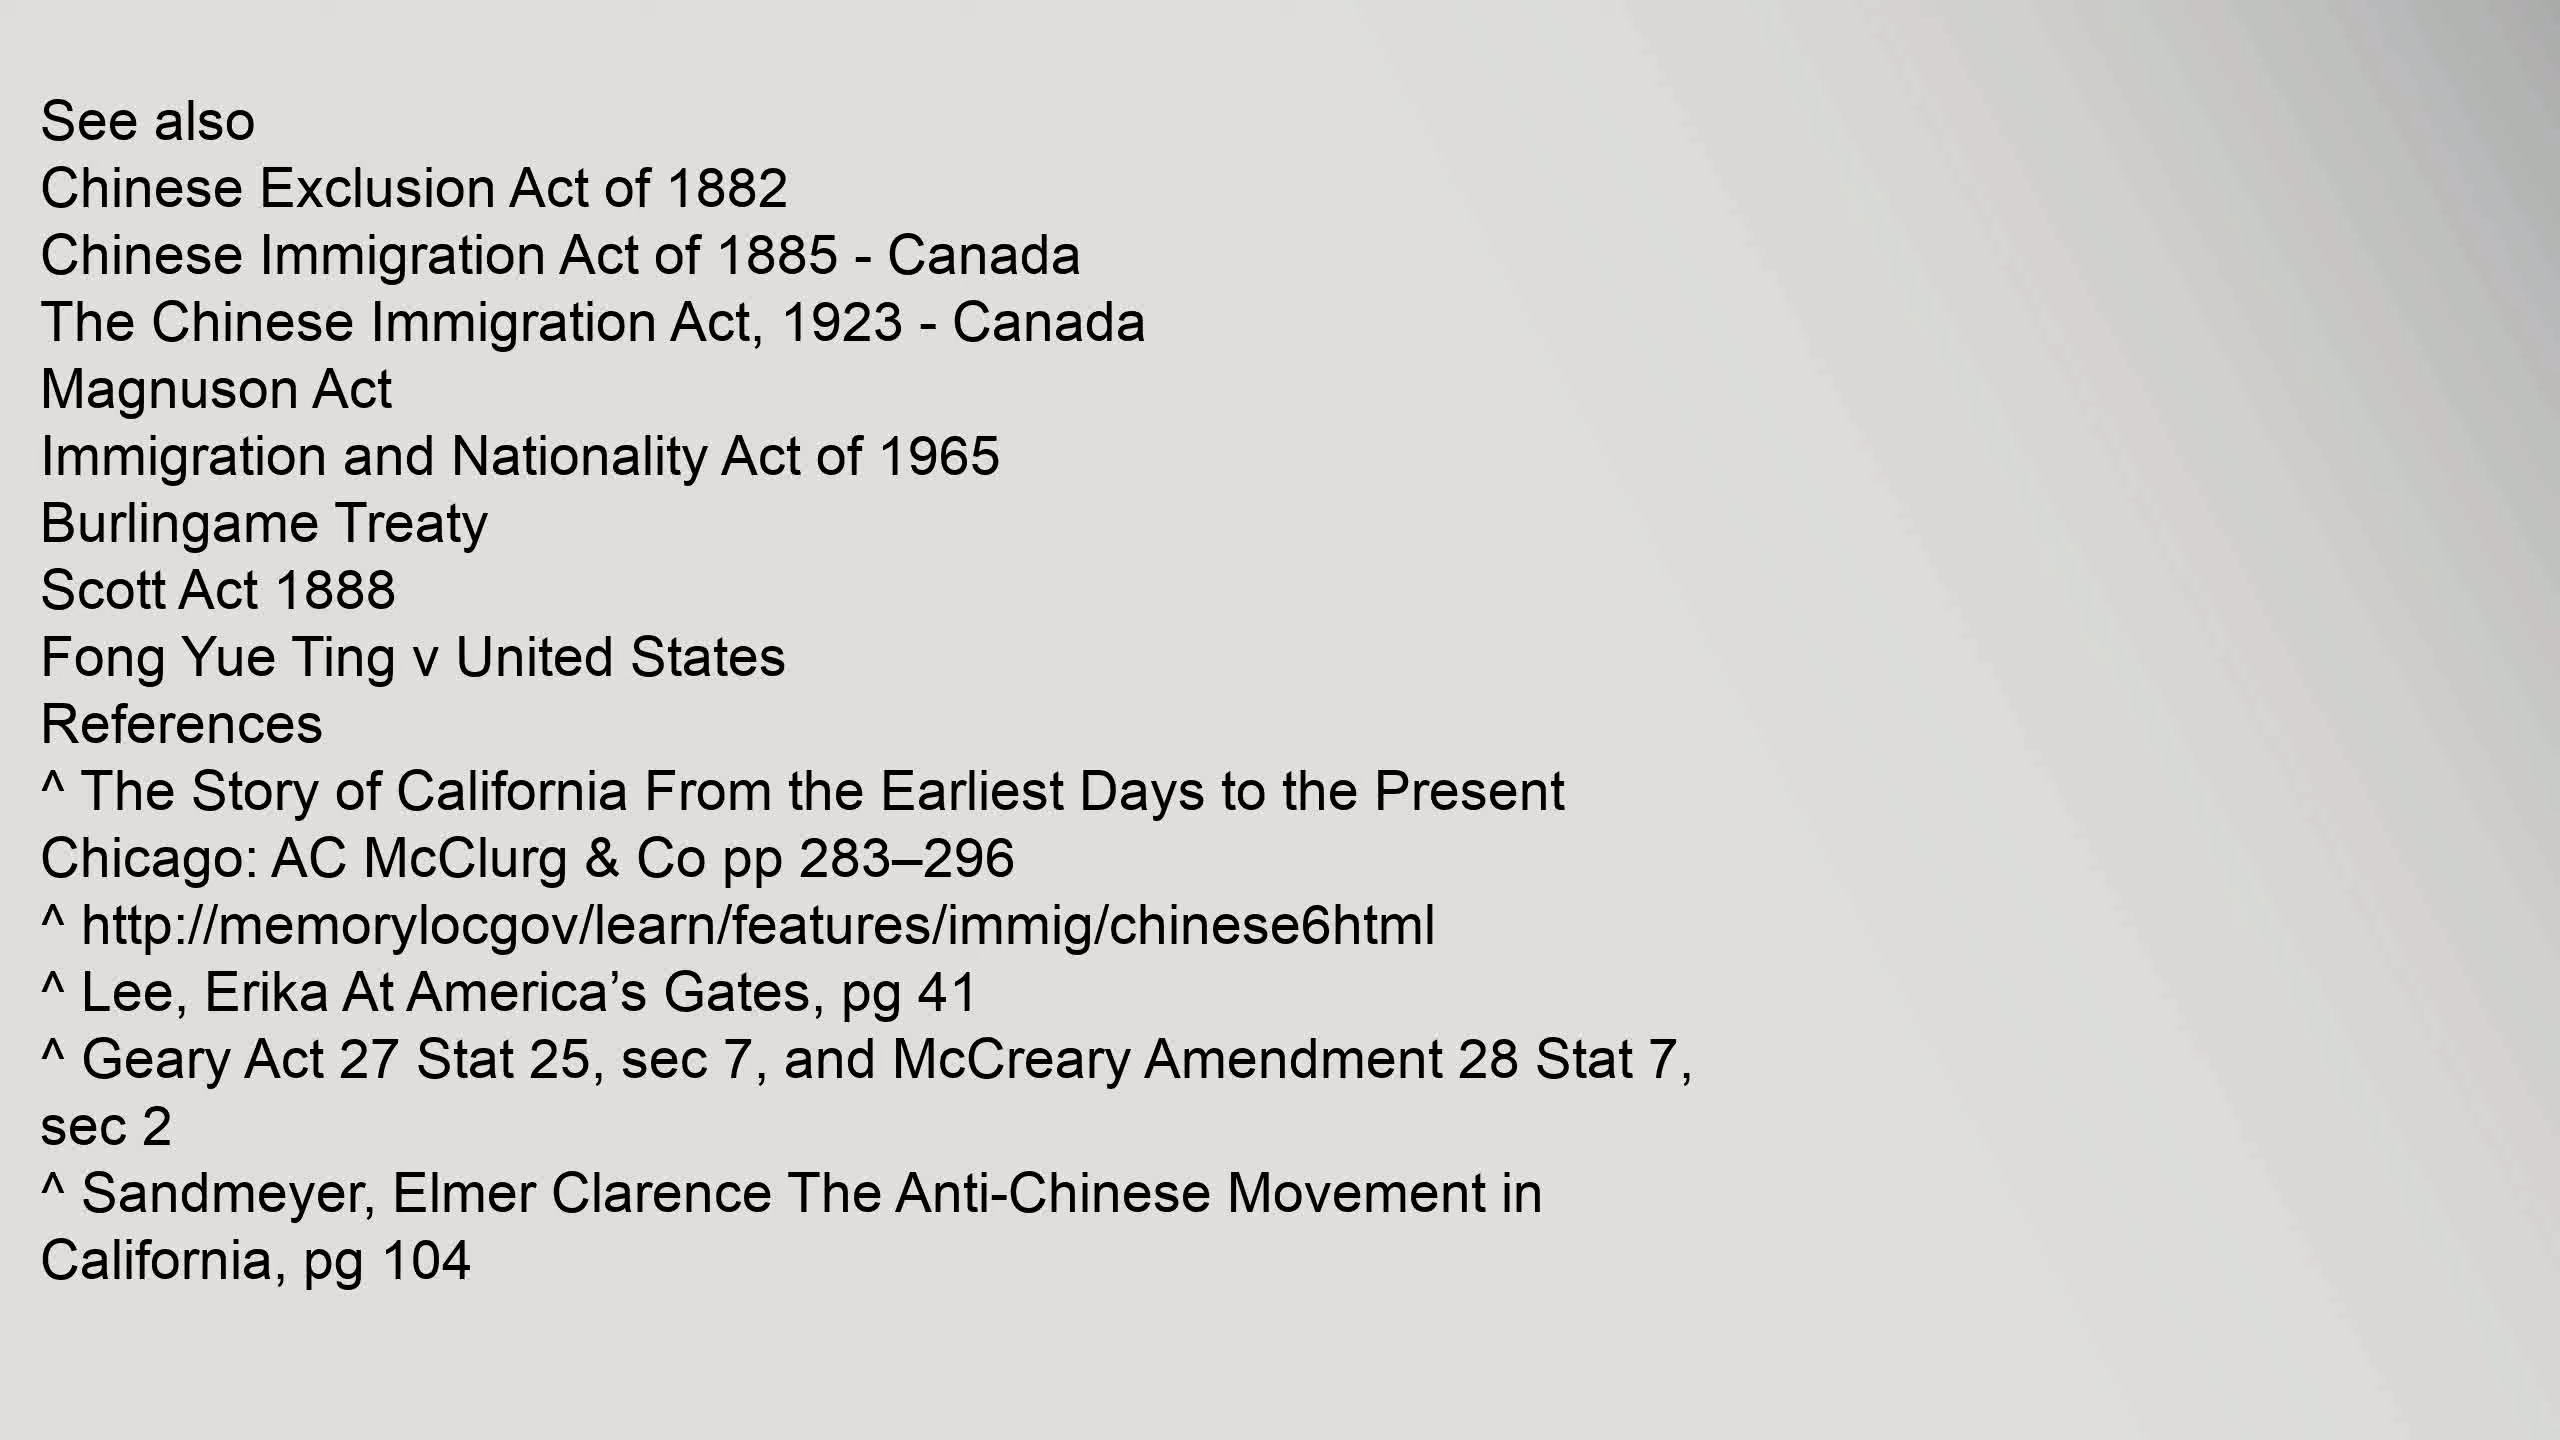 See also
Chinese Exclusion Act of 1882
Chinese Immigration Act of 1885 - Canada
The Chinese Immigration Act, 1923 - Canada
Magnuson Act
Immigration and Nationality Act of 1965
Burlingame Treaty
Scott Act 1888
Fong Yue Ting v United States
References
^ The Story of California From the Earliest Days to the Present
Chicago: AC McClurg & Co pp 283–296
^ http://memorylocgov/learn/features/immig/chinese6html
^ Lee, Erika At America’s Gates, pg 41
^ Geary Act 27 Stat 25, sec 7, and McCreary Amendment 28 Stat 7,
sec 2
^ Sandmeyer, Elmer Clarence The Anti-Chinese Movement in
California, pg 104